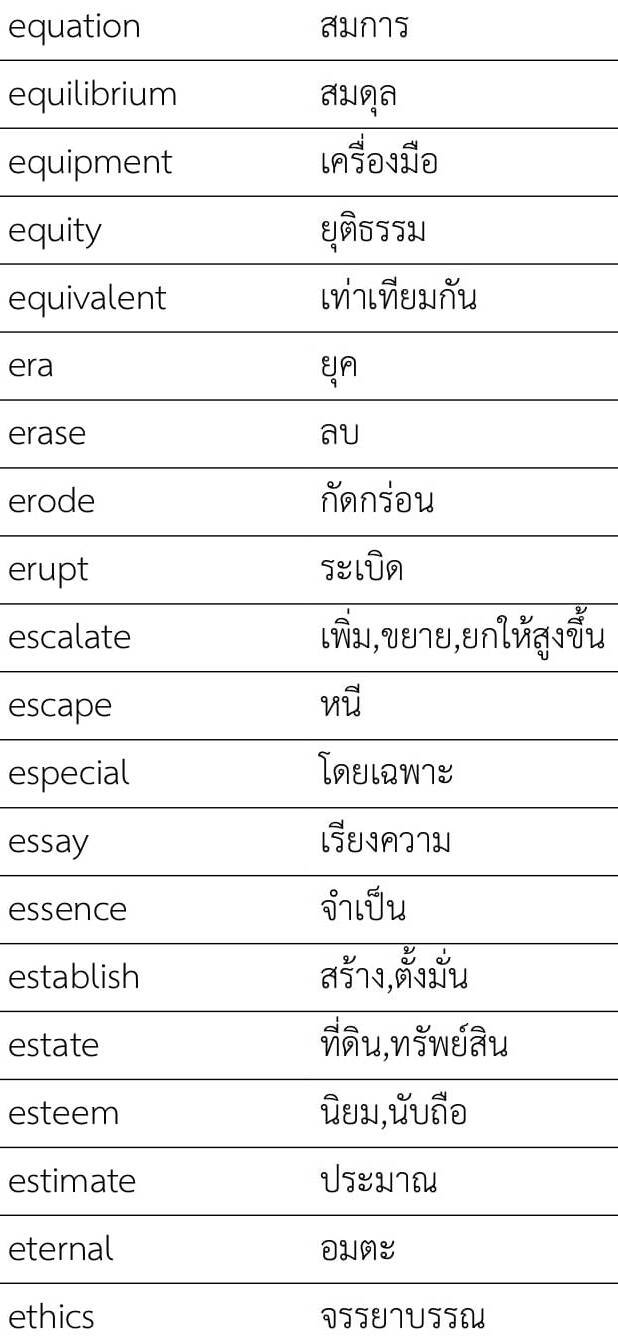 equation สมการ
equilibrium สมดุล
equipment เครื่องมือ
equity ยุติธรรม
equivalent เท่าเทียมกัน
era ยุค
erase ลบ
erode กัดกร่อน
erupt ระเบิด
escalate เพิ่ม,ขยาย,ยกให้สูงขึ้น
escape หนี
especial โดยเฉพาะ
essay เรียงความ
essence จำเป็น
establish สร้าง,ตั้งมั่น
estate ที่ดิน,ทรัพย์สิน
esteem นิยม,นับถือ
estimate ประมาณ
eternal อมตะ
ethics จรรยาบรรณ